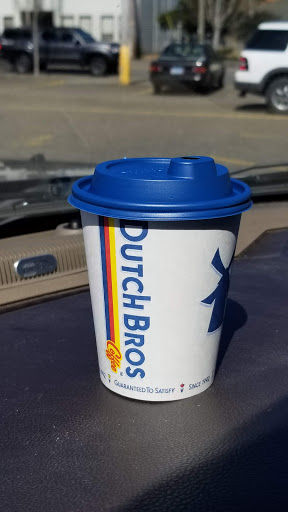 DUTCH BROS
Coffee
GUARANTEED TO SATISFY
SINCE 1992